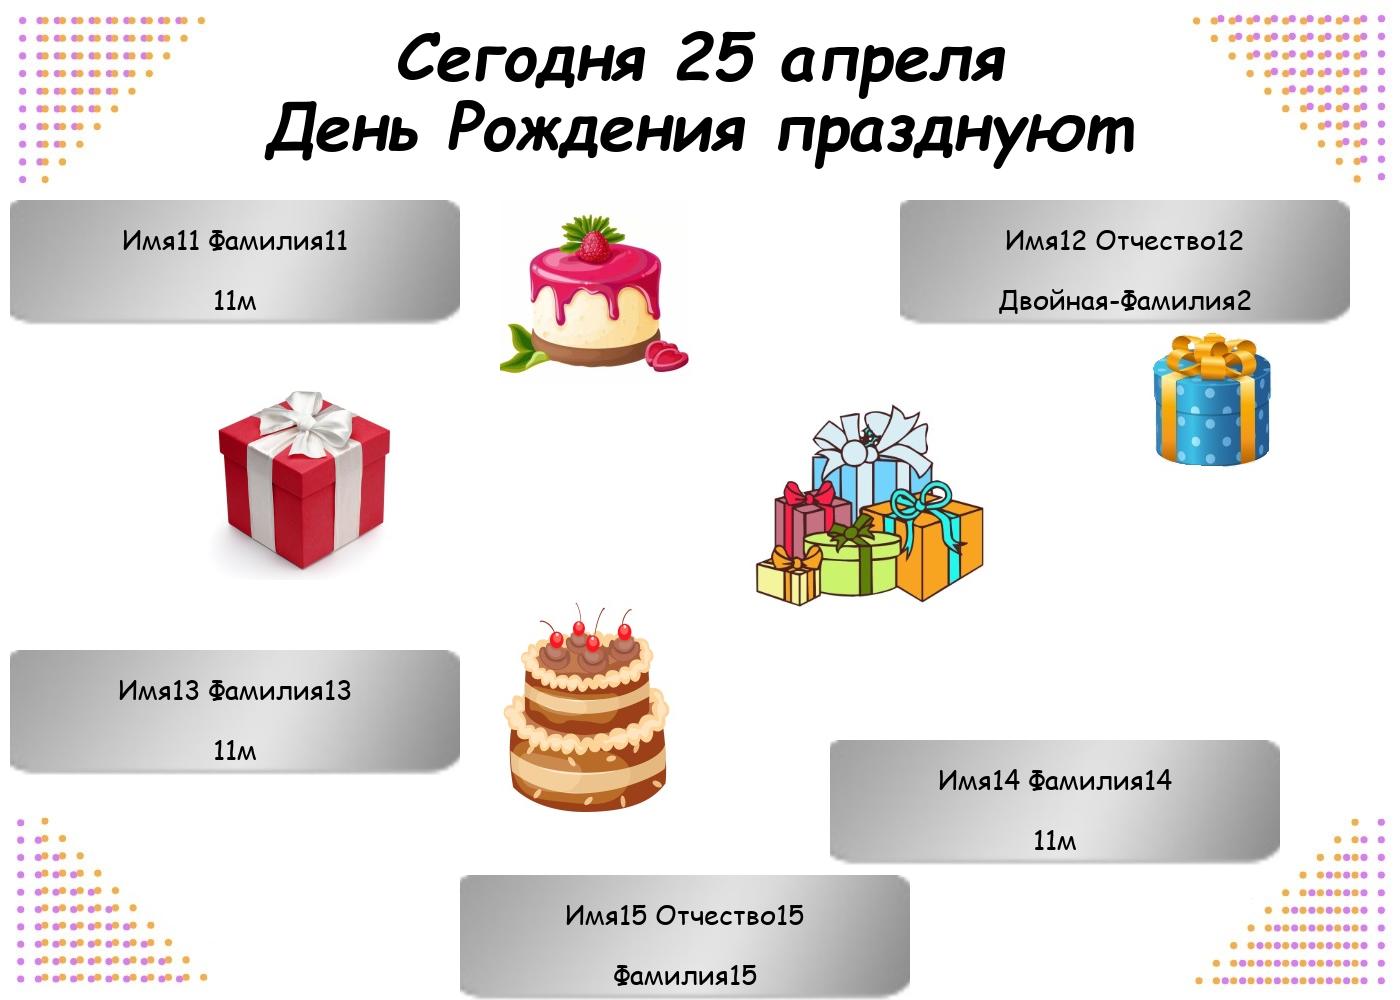 Сегодня 25 апреля
День Рождения празднуют
Имя11 Фамилия11
11м
Имя12 Отчество12
Двойная-Фамилия2
Имя13 Фамилия13
11м
Имя14 Фамилия14
11м
Имя15 Отчество15
Фамилия15